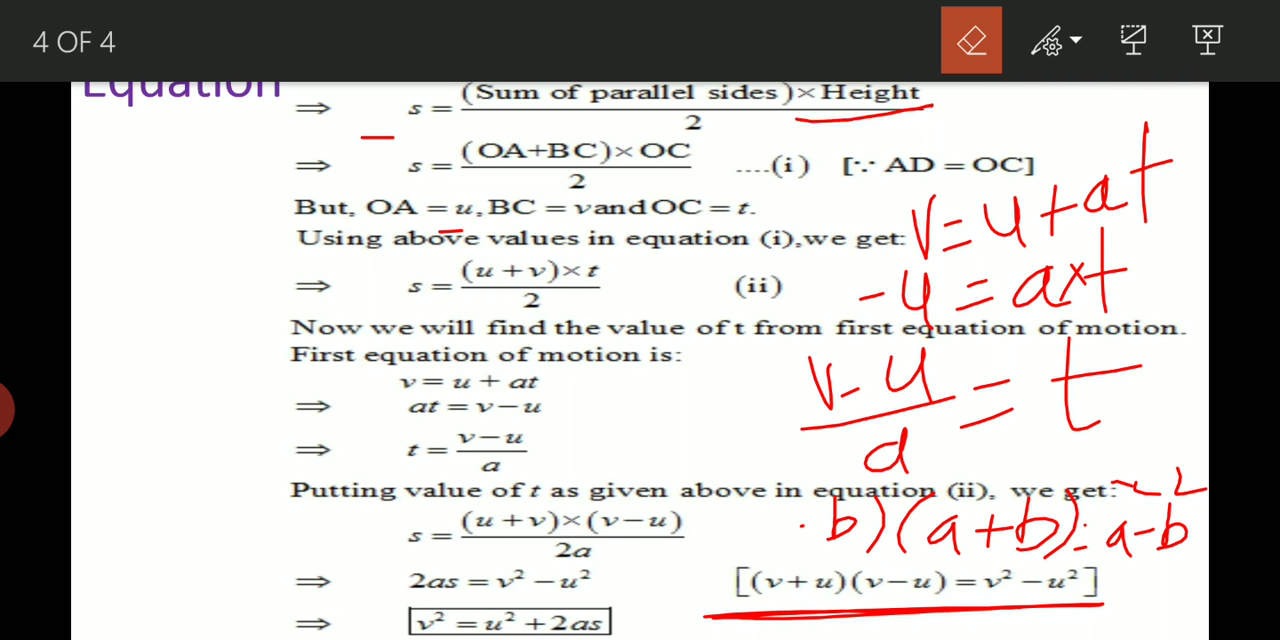 4 OF 4
Equation
⇒ s = (Sum of parallel sides)×Height / 2
⇒ s = (OA+BC)×OC / 2 ....(i) [∵ AD = OC]
But, OA = u, BC = vandOC = t.
v = u + at
Using above values in equation (i),we get:
⇒ s = (u + v)×t / 2 (ii)
- u = a×t
Now we will find the value of t from first equation of motion.
First equation of motion is:
v = u + at
⇒ at = v − u
v - u / a = t
⇒ t = v − u / a
Putting value of t as given above in equation (ii), we get:
s = (u + v)×(v − u) / 2a
b)(a+b) = a² - b²
⇒ 2as = v² − u² [(v + u)(v − u) = v² − u²]
⇒ v² = u² + 2as